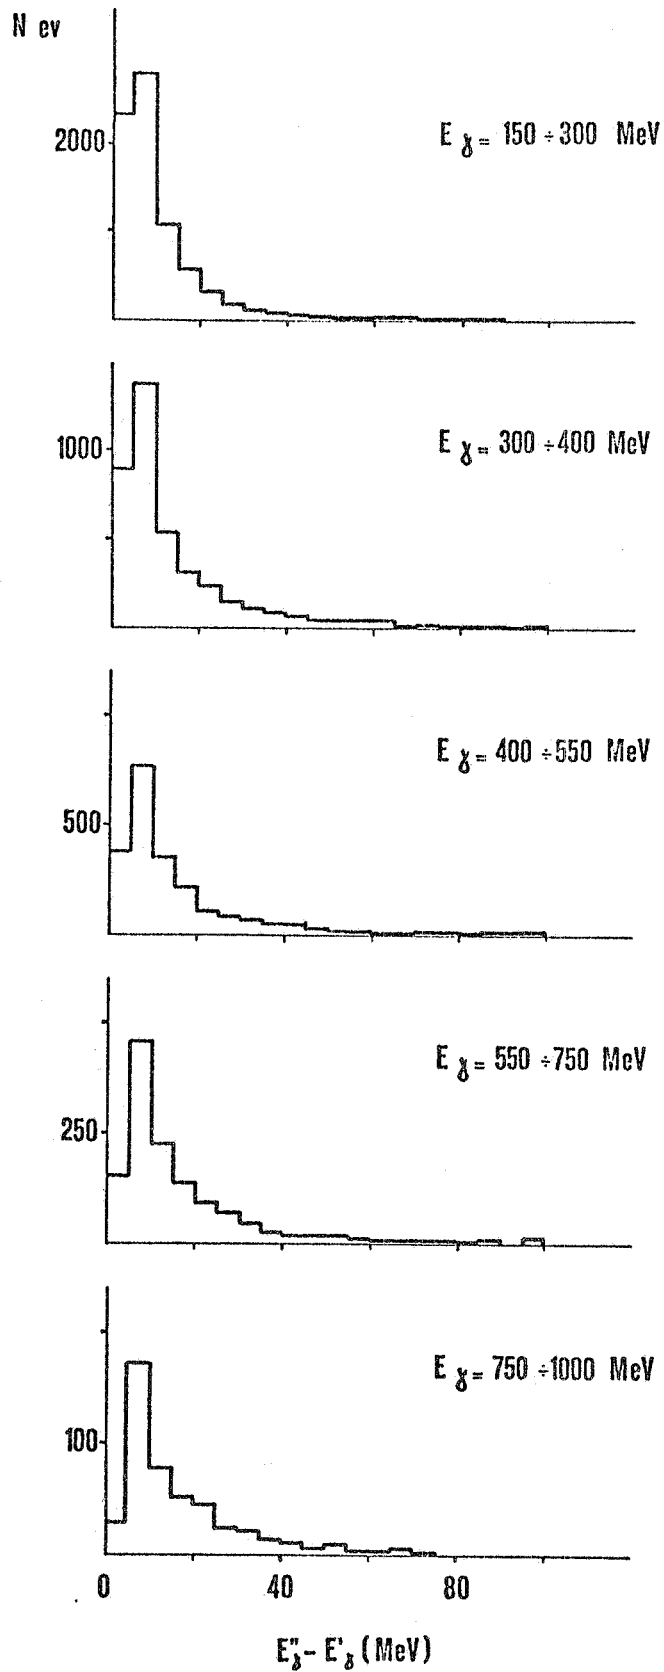 N ev
2000
E γ = 150 ÷ 300 MeV
1000
E γ = 300 ÷ 400 MeV
500
E γ = 400 ÷ 550 MeV
250
E γ = 550 ÷ 750 MeV
100
E γ = 750 ÷ 1000 MeV
0 40 80
E''γ - E'γ (MeV)